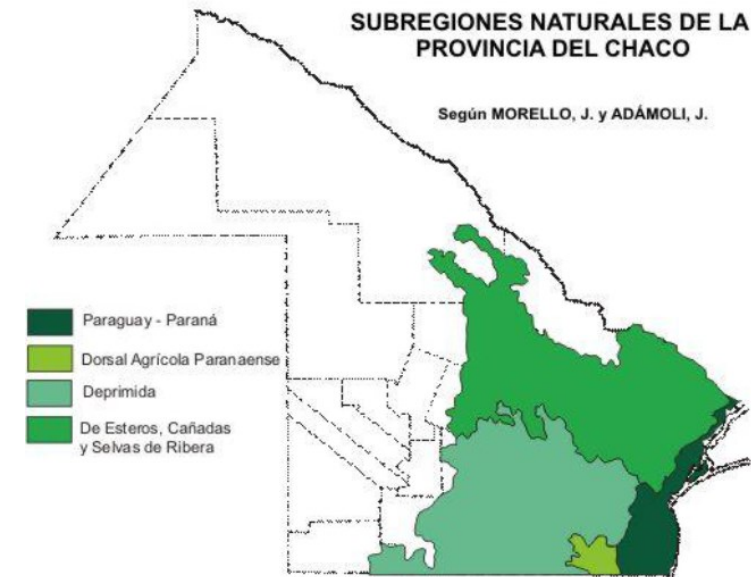 SUBREGIONES NATURALES DE LA
PROVINCIA DEL CHACO
Según MORELLO, J. y ADÁMOLI, J.
Paraguay - Paraná
Dorsal Agrícola Paranaense
Deprimida
De Esteros, Cañadas
y Selvas de Ribera